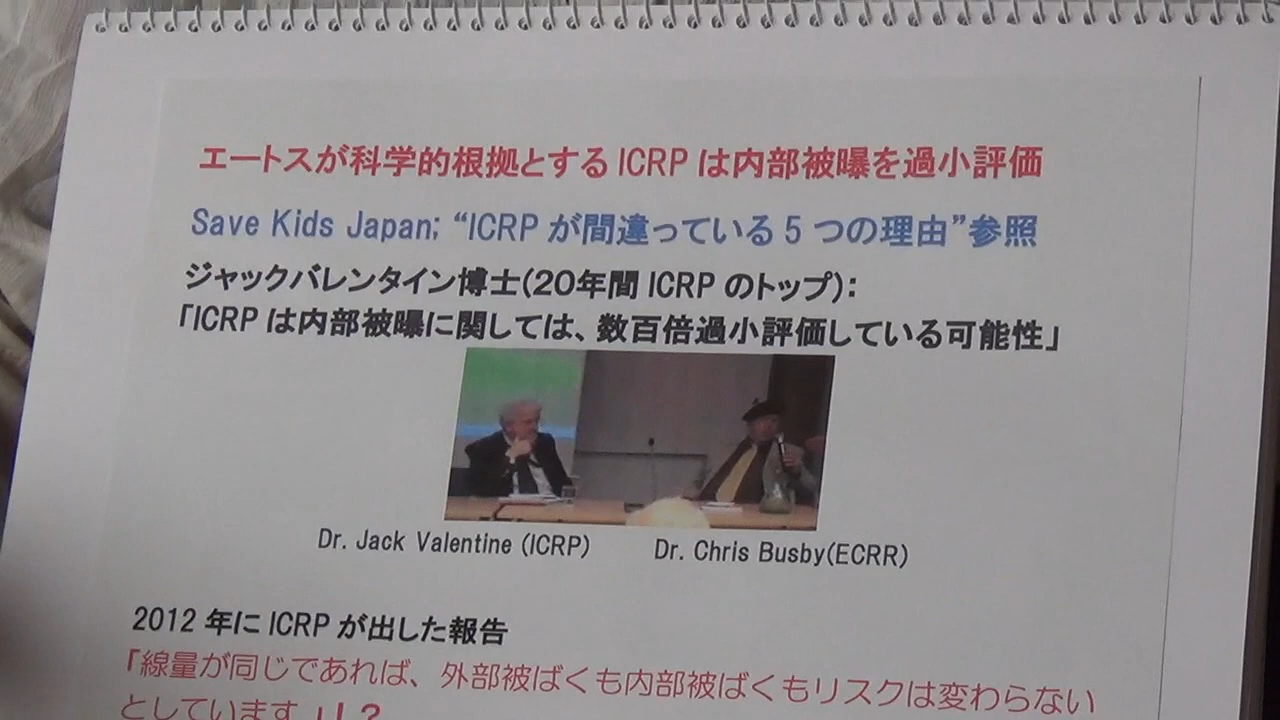 エートスが科学的根拠とするICRPは内部被曝を過小評価
Save Kids Japan; “ICRPが間違っている5つの理由”参照
ジャックバレンタイン博士(20年間ICRPのトップ):
「ICRPは内部被曝に関しては、数百倍過小評価している可能性」
Dr. Jack Valentine (ICRP) Dr. Chris Busby(ECRR)
2012年にICRPが出した報告
「線量が同じであれば、外部被ばくも内部被ばくもリスクは変わらない
としています」!?